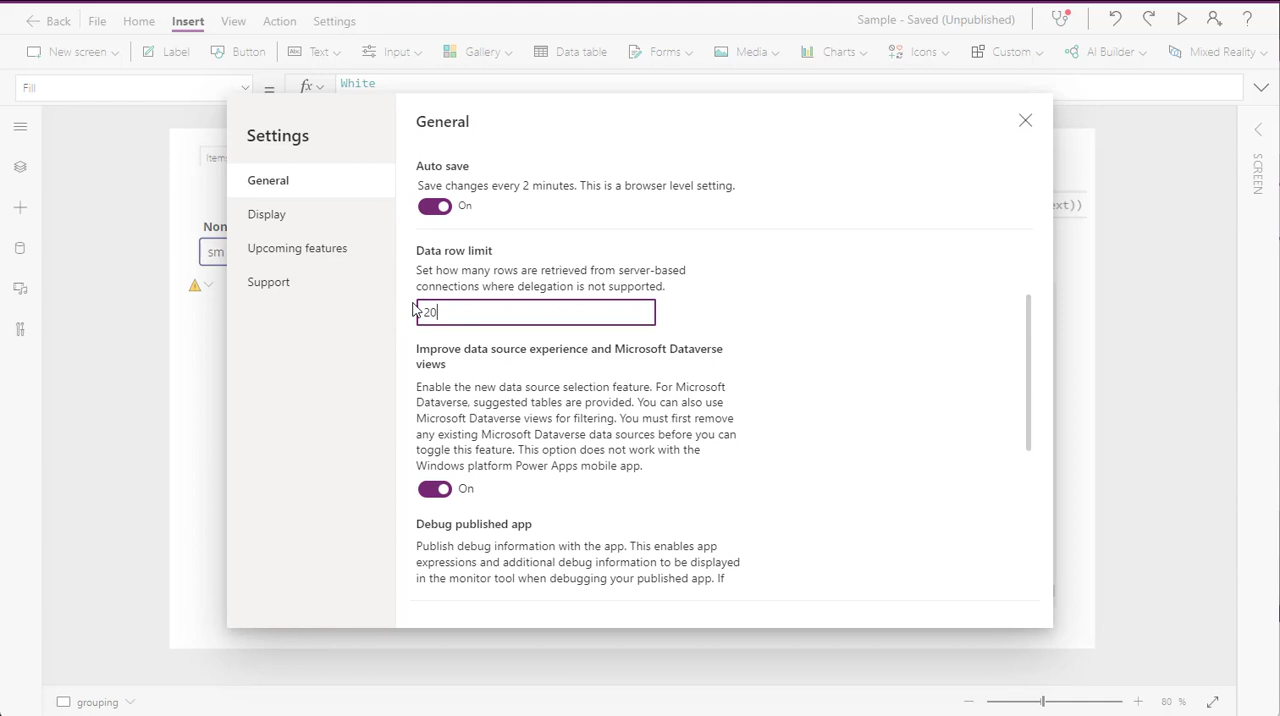 Back File Home Insert View Action Settings Sample - Saved (Unpublished)
New screen Label Button Text Input Gallery Data table Forms Media Charts Icons Custom AI Builder Mixed Reality
Fill = fx White
Settings
General
Display
Upcoming features
Support
General
Auto save
Save changes every 2 minutes. This is a browser level setting.
On
Data row limit
Set how many rows are retrieved from server-based
connections where delegation is not supported.
20
Improve data source experience and Microsoft Dataverse
views
Enable the new data source selection feature. For Microsoft
Dataverse, suggested tables are provided. You can also use
Microsoft Dataverse views for filtering. You must first remove
any existing Microsoft Dataverse data sources before you can
toggle this feature. This option does not work with the
Windows platform Power Apps mobile app.
On
Debug published app
Publish debug information with the app. This enables app
expressions and additional debug information to be displayed
in the monitor tool when debugging your published app. If
Items
Non
sm
ext))
SCREEN
grouping
80 %